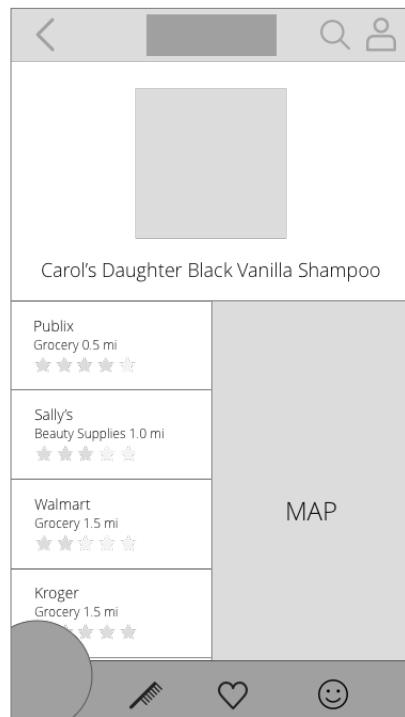 Carol's Daughter Black Vanilla Shampoo
Publix
Grocery 0.5 mi
Sally's
Beauty Supplies 1.0 mi
Walmart
Grocery 1.5 mi
Kroger
Grocery 1.5 mi
MAP